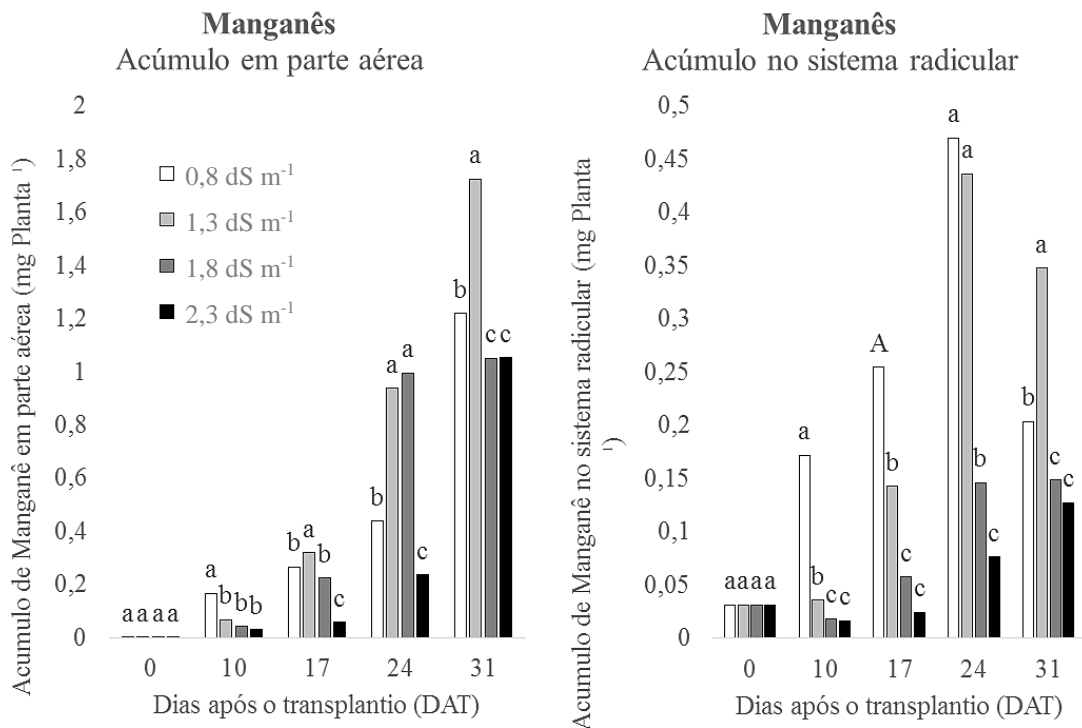 Manganês
Acúmulo em parte aérea
Acumulo de Manganê em parte aérea (mg Planta ¹)
2
1,8
1,6
1,4
1,2
1
0,8
0,6
0,4
0,2
0
0,8 dS m⁻¹
1,3 dS m⁻¹
1,8 dS m⁻¹
2,3 dS m⁻¹
a a a a
a b b b
b a b c
b a a c
b a c c
0 10 17 24 31
Dias após o transplantio (DAT)
Manganês
Acúmulo no sistema radicular
Acumulo de Manganê no sistema radicular (mg Planta
¹)
0,5
0,45
0,4
0,35
0,3
0,25
0,2
0,15
0,1
0,05
0
a a a a
a b c c
A b c c
a a b c
b a c c
0 10 17 24 31
Dias após o transplantio (DAT)